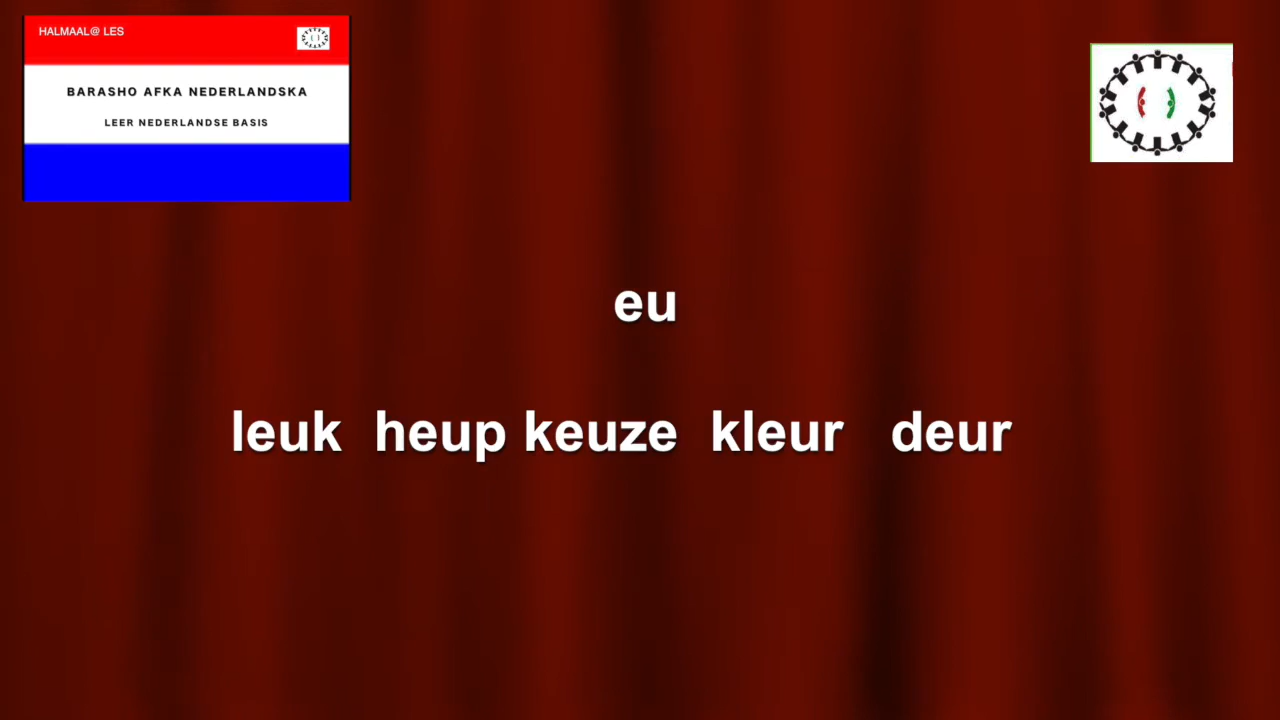 HALMAAL@ LES
BARASHO AFKA NEDERLANDSKA
LEER NEDERLANDSE BASIS
eu
leuk heup keuze kleur deur